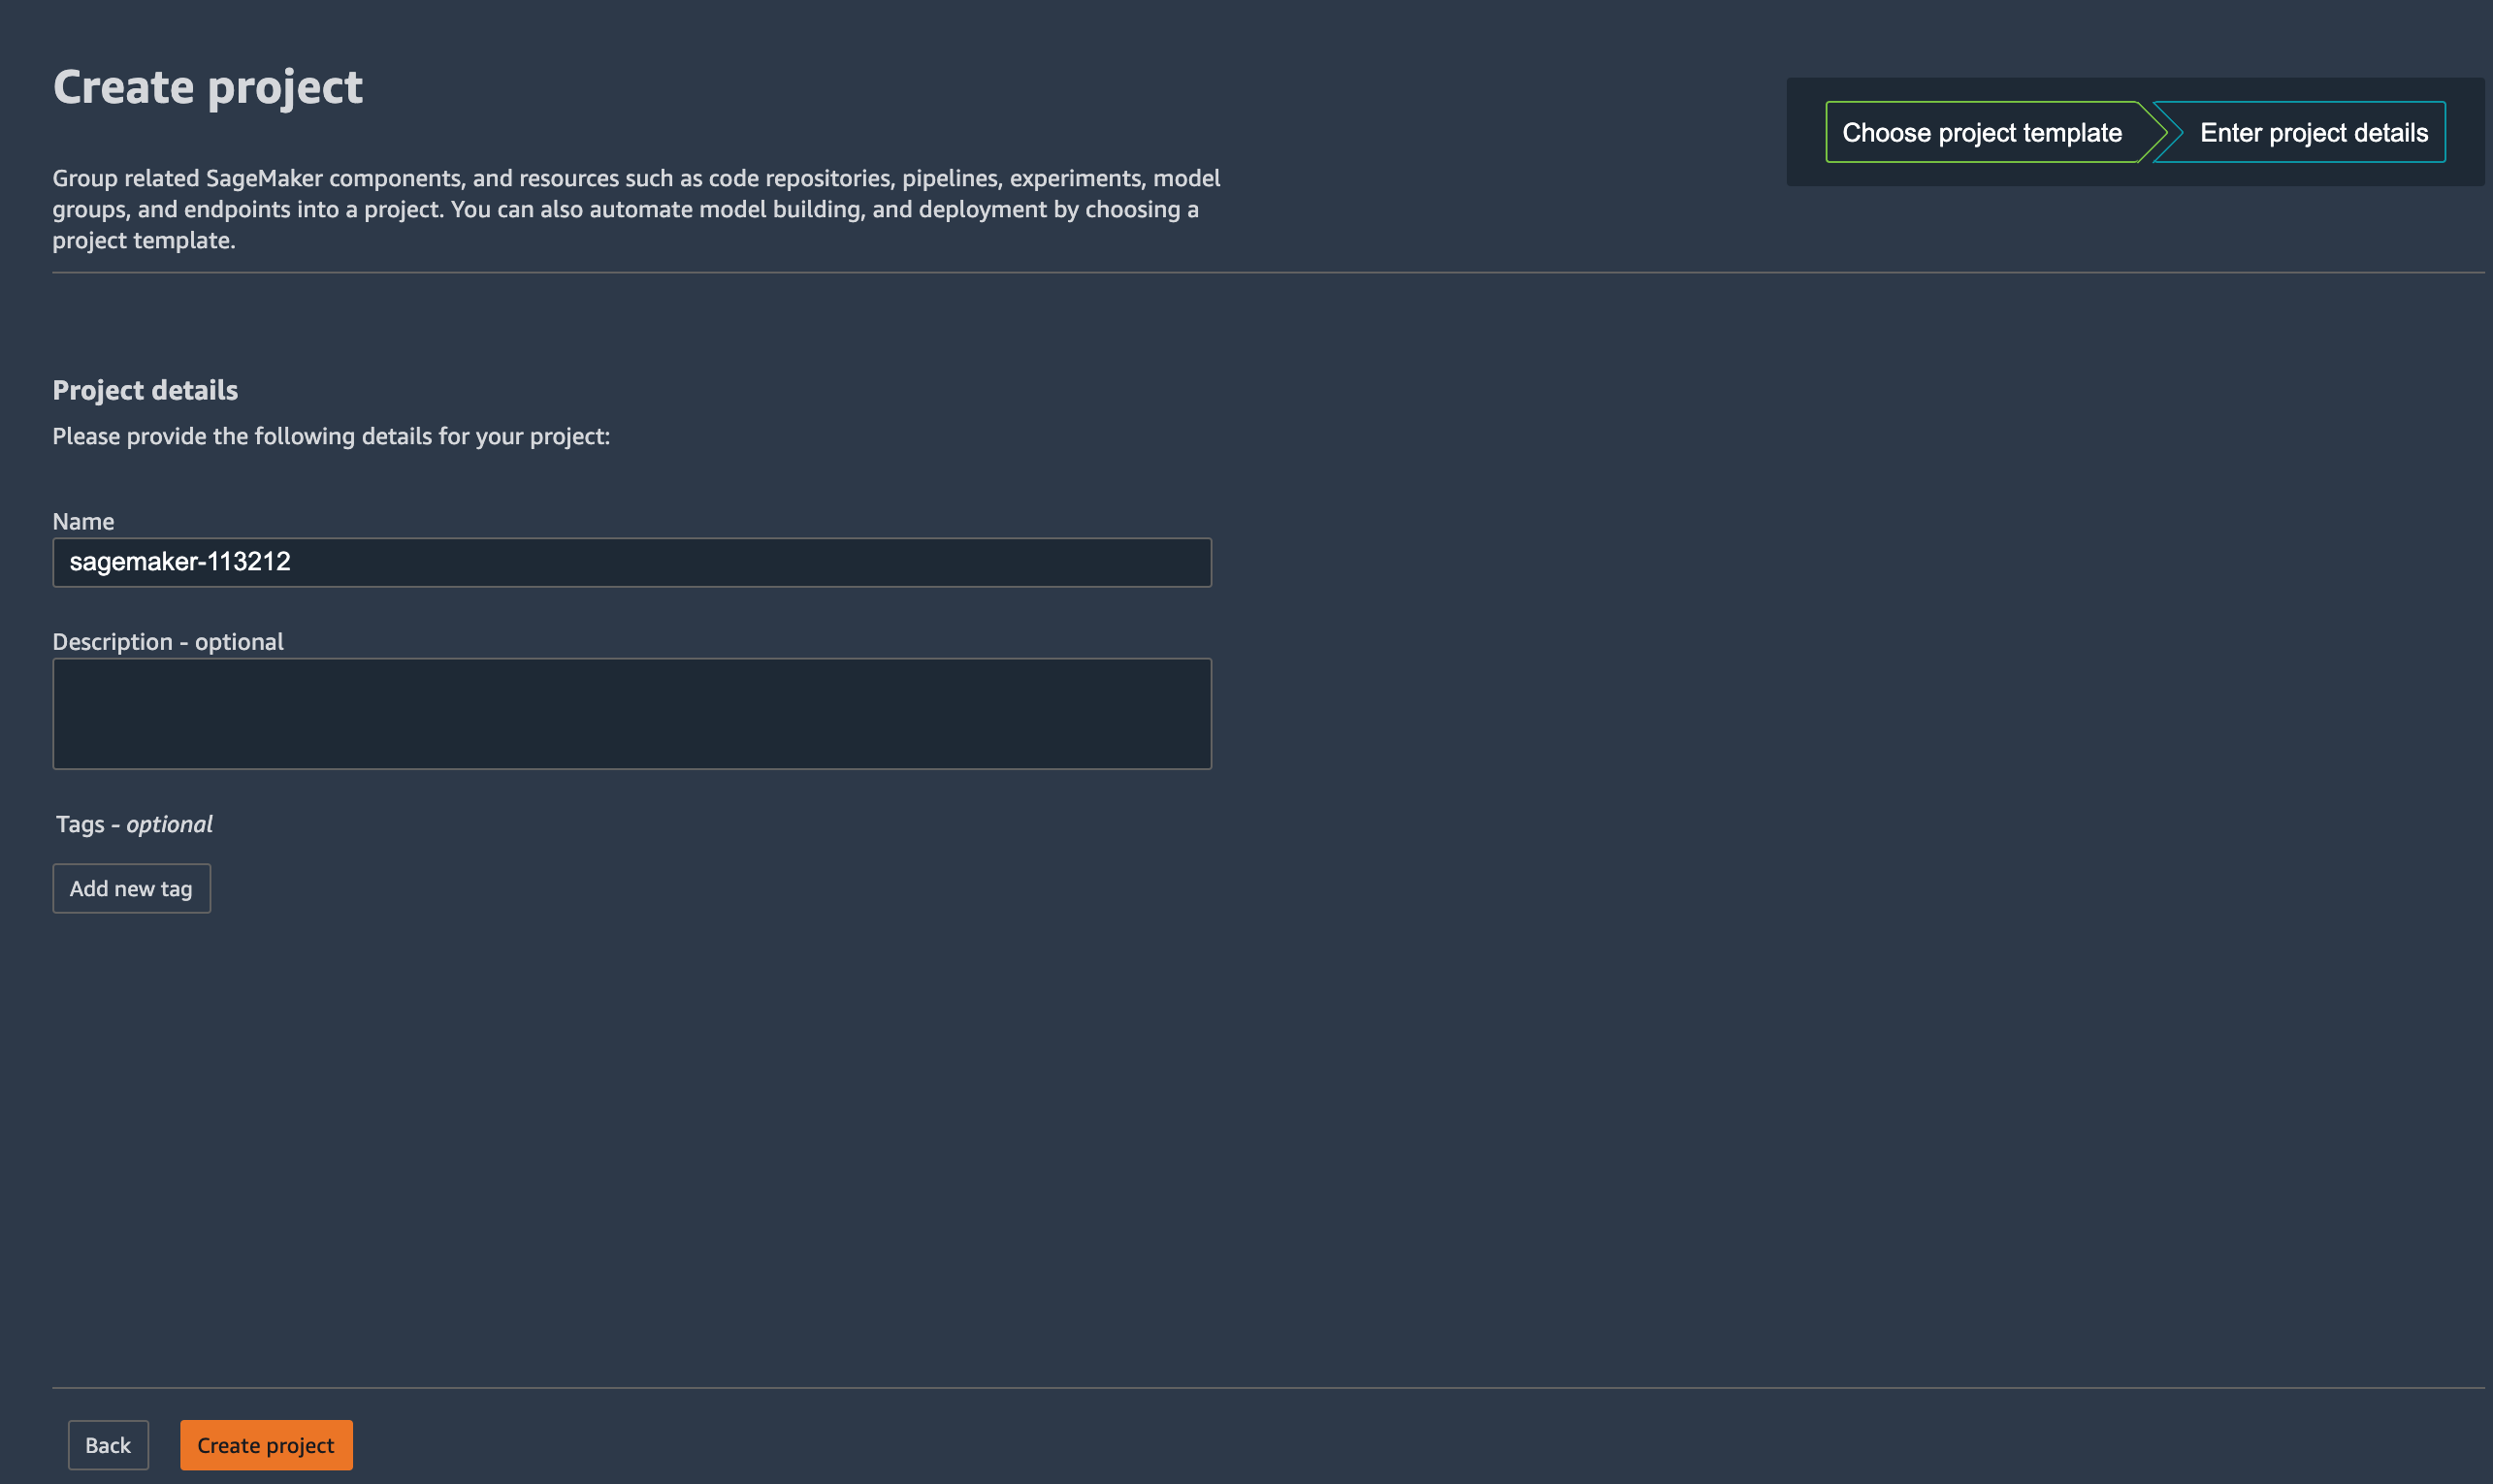 Create project
Choose project template
Enter project details
Group related SageMaker components, and resources such as code repositories, pipelines, experiments, model
groups, and endpoints into a project. You can also automate model building, and deployment by choosing a
project template.
Project details
Please provide the following details for your project:
Name
sagemaker-113212
Description - optional
Tags - optional
Add new tag
Back
Create project